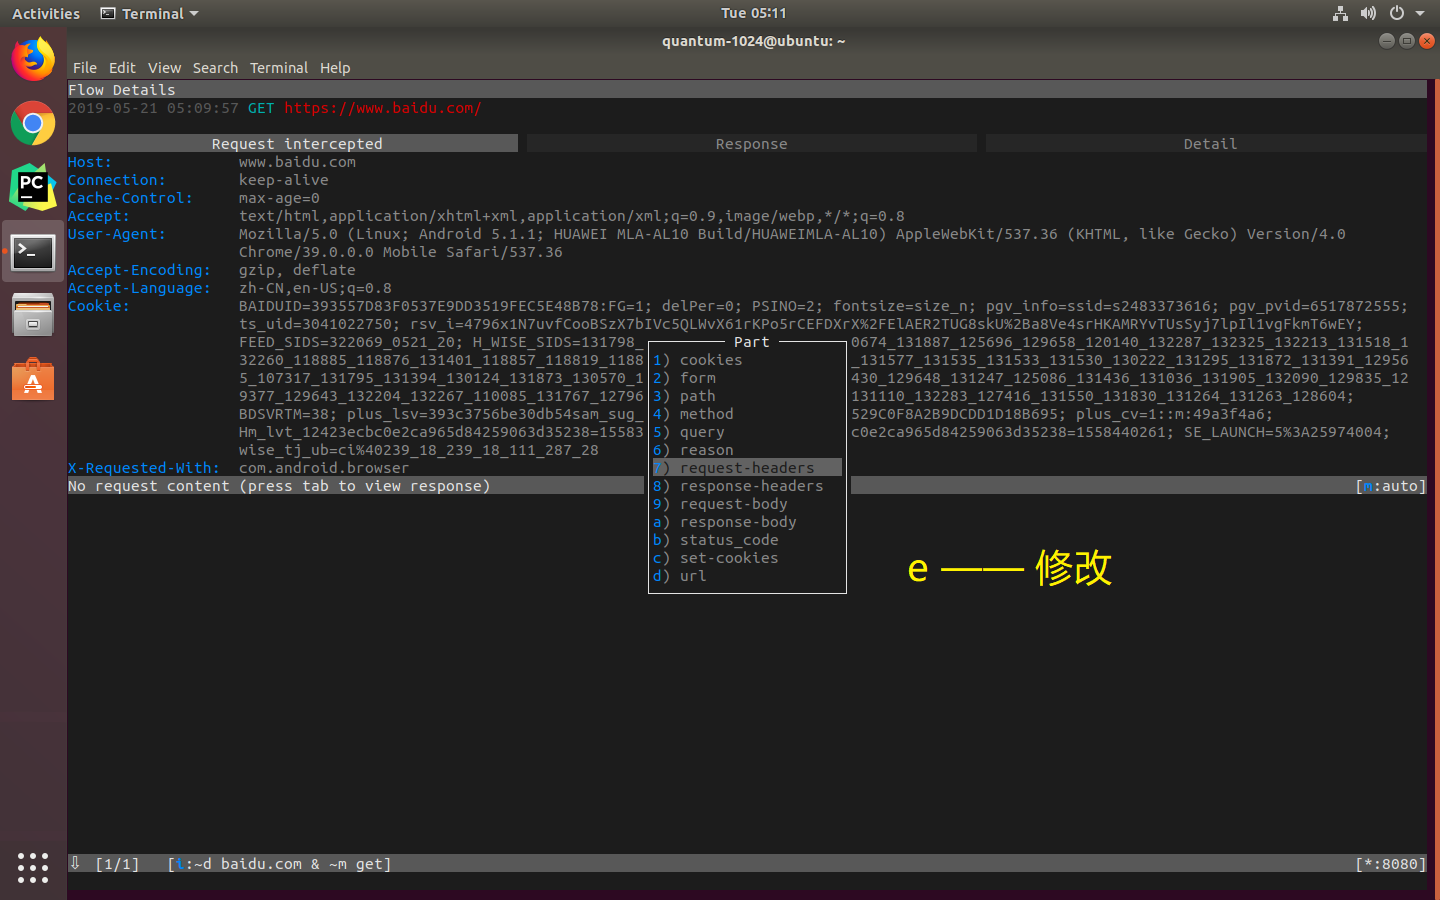 Activities Terminal Tue 05:11
quantum-1024@ubuntu: ~
File Edit View Search Terminal Help
Flow Details
2019-05-21 05:09:57 GET https://www.baidu.com/
Request intercepted Response Detail
Host: www.baidu.com
Connection: keep-alive
Cache-Control: max-age=0
Accept: text/html,application/xhtml+xml,application/xml;q=0.9,image/webp,*/*;q=0.8
User-Agent: Mozilla/5.0 (Linux; Android 5.1.1; HUAWEI MLA-AL10 Build/HUAWEIMLA-AL10) AppleWebKit/537.36 (KHTML, like Gecko) Version/4.0
Chrome/39.0.0.0 Mobile Safari/537.36
Accept-Encoding: gzip, deflate
Accept-Language: zh-CN,en-US;q=0.8
Cookie: BAIDUID=393557D83F0537E9DD3519FEC5E48B78:FG=1; delPer=0; PSINO=2; fontsize=size_n; pgv_info=ssid=s2483373616; pgv_pvid=6517872555;
ts_uid=3041022750; rsv_i=4796x1N7uvfCooBSzX7bIVc5QLWvX61rKPo5rCEFDXrX%2FElAER2TUG8skU%2Ba8Ve4srHKAMRYvTUsSyj7lpIl1vgFkmT6wEY;
FEED_SIDS=322069_0521_20; H_WISE_SIDS=131798_ Part 0674_131887_125696_129658_120140_132287_132325_132213_131518_1
32260_118885_118876_131401_118857_118819_1188 1) cookies _131577_131535_131533_131530_130222_131295_131872_131391_12956
5_107317_131795_131394_130124_131873_130570_1 2) form 430_129648_131247_125086_131436_131036_131905_132090_129835_12
9377_129643_132204_132267_110085_131767_12796 3) path 131110_132283_127416_131550_131830_131264_131263_128604;
BDSVRTM=38; plus_lsv=393c3756be30db54sam_sug_ 4) method 529C0F8A2B9DCDD1D18B695; plus_cv=1::m:49a3f4a6;
Hm_lvt_12423ecbc0e2ca965d84259063d35238=15583 5) query c0e2ca965d84259063d35238=1558440261; SE_LAUNCH=5%3A25974004;
wise_tj_ub=ci%40239_18_239_18_111_287_28 6) reason
X-Requested-With: com.android.browser 7) request-headers
No request content (press tab to view response) 8) response-headers [m:auto]
9) request-body
a) response-body
b) status_code
c) set-cookies
d) url
e —— 修改
⇩ [1/1] [i:~d baidu.com & ~m get] [*:8080]
PC